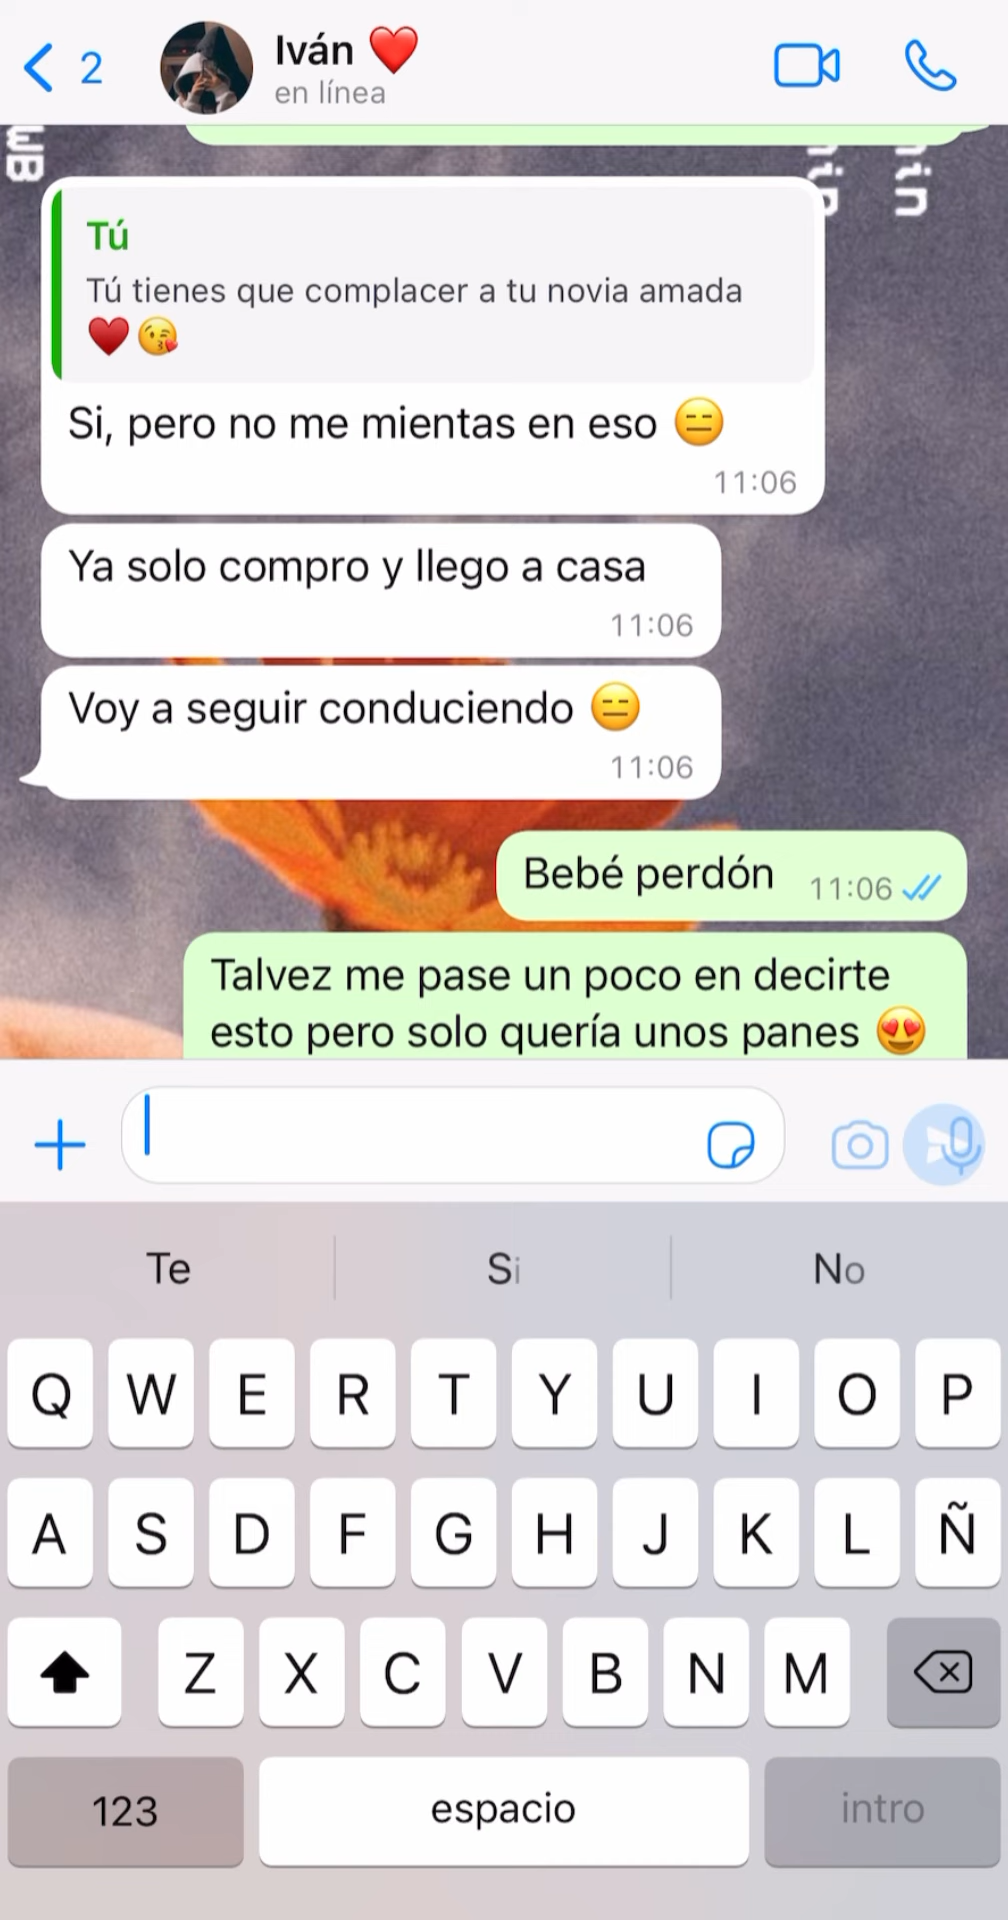 2
Iván ❤️
en línea
Tú
Tú tienes que complacer a tu novia amada
♥️😘
Si, pero no me mientas en eso 😑
11:06
Ya solo compro y llego a casa
11:06
Voy a seguir conduciendo 😑
11:06
Bebé perdón 11:06
Talvez me pase un poco en decirte
esto pero solo quería unos panes 😍
Te Si No
Q W E R T Y U I O P
A S D F G H J K L Ñ
Z X C V B N M
123 espacio intro